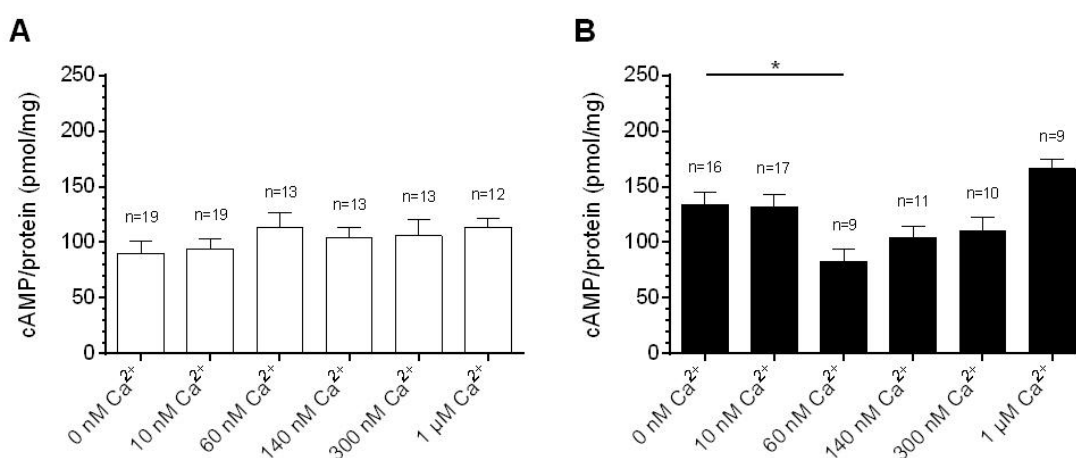 A
cAMP/protein (pmol/mg)
250
200
150
100
50
0
n=19
n=19
n=13
n=13
n=13
n=12
0 nM Ca²⁺
10 nM Ca²⁺
60 nM Ca²⁺
140 nM Ca²⁺
300 nM Ca²⁺
1 µM Ca²⁺
B
cAMP/protein (pmol/mg)
250
200
150
100
50
0
*
n=16
n=17
n=9
n=11
n=10
n=9
0 nM Ca²⁺
10 nM Ca²⁺
60 nM Ca²⁺
140 nM Ca²⁺
300 nM Ca²⁺
1 µM Ca²⁺